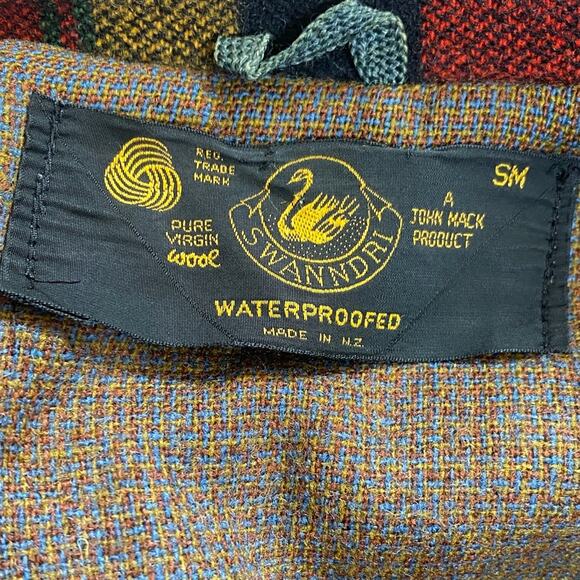 REG.
TRADE
MARK
PURE
VIRGIN
wool
SWANNDRI
WATERPROOFED
MADE IN N.Z.
SM
A
JOHN MACK
PRODUCT